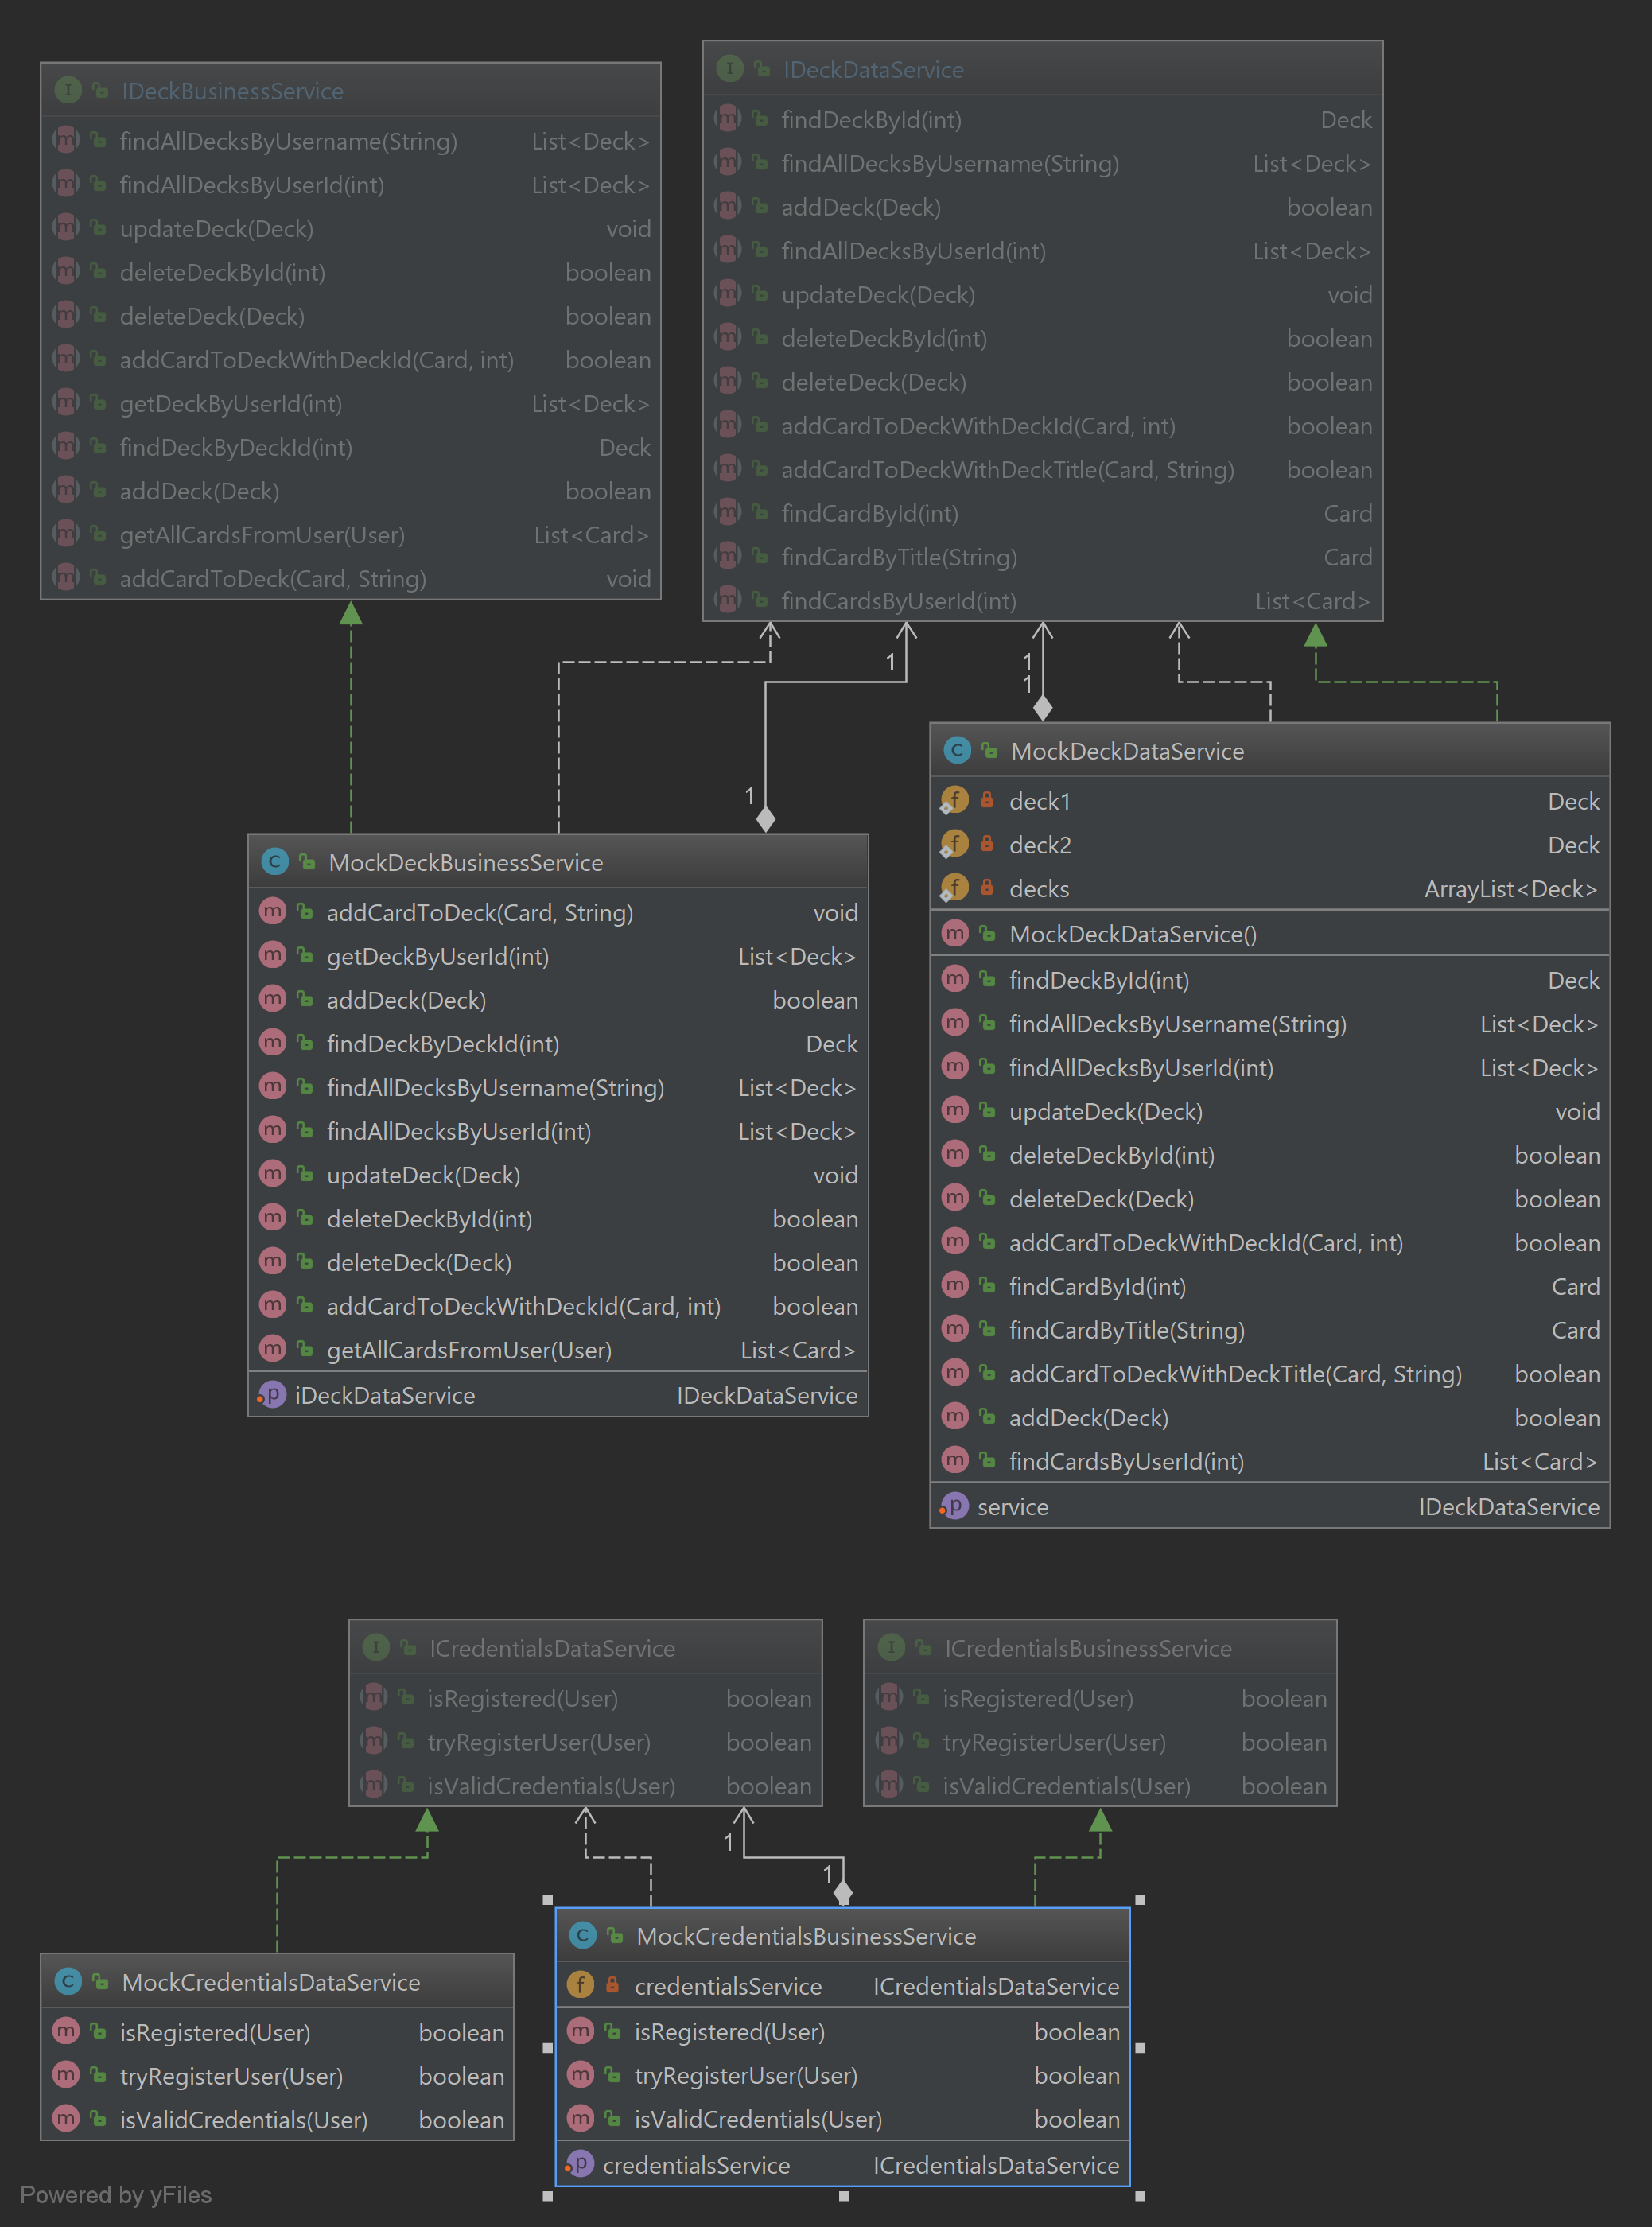 IDeckBusinessService
findAllDecksByUsername(String) List<Deck>
findAllDecksByUserId(int) List<Deck>
updateDeck(Deck) void
deleteDeckById(int) boolean
deleteDeck(Deck) boolean
addCardToDeckWithDeckId(Card, int) boolean
getDeckByUserId(int) List<Deck>
findDeckByDeckId(int) Deck
addDeck(Deck) boolean
getAllCardsFromUser(User) List<Card>
addCardToDeck(Card, String) void
IDeckDataService
findDeckById(int) Deck
findAllDecksByUsername(String) List<Deck>
addDeck(Deck) boolean
findAllDecksByUserId(int) List<Deck>
updateDeck(Deck) void
deleteDeckById(int) boolean
deleteDeck(Deck) boolean
addCardToDeckWithDeckId(Card, int) boolean
addCardToDeckWithDeckTitle(Card, String) boolean
findCardById(int) Card
findCardByTitle(String) Card
findCardsByUserId(int) List<Card>
1
1
1
1
MockDeckBusinessService
addCardToDeck(Card, String) void
getDeckByUserId(int) List<Deck>
addDeck(Deck) boolean
findDeckByDeckId(int) Deck
findAllDecksByUsername(String) List<Deck>
findAllDecksByUserId(int) List<Deck>
updateDeck(Deck) void
deleteDeckById(int) boolean
deleteDeck(Deck) boolean
addCardToDeckWithDeckId(Card, int) boolean
getAllCardsFromUser(User) List<Card>
iDeckDataService IDeckDataService
MockDeckDataService
deck1 Deck
deck2 Deck
decks ArrayList<Deck>
MockDeckDataService()
findDeckById(int) Deck
findAllDecksByUsername(String) List<Deck>
findAllDecksByUserId(int) List<Deck>
updateDeck(Deck) void
deleteDeckById(int) boolean
deleteDeck(Deck) boolean
addCardToDeckWithDeckId(Card, int) boolean
findCardById(int) Card
findCardByTitle(String) Card
addCardToDeckWithDeckTitle(Card, String) boolean
addDeck(Deck) boolean
findCardsByUserId(int) List<Card>
service IDeckDataService
ICredentialsDataService
isRegistered(User) boolean
tryRegisterUser(User) boolean
isValidCredentials(User) boolean
ICredentialsBusinessService
isRegistered(User) boolean
tryRegisterUser(User) boolean
isValidCredentials(User) boolean
1
1
MockCredentialsDataService
isRegistered(User) boolean
tryRegisterUser(User) boolean
isValidCredentials(User) boolean
MockCredentialsBusinessService
credentialsService ICredentialsDataService
isRegistered(User) boolean
tryRegisterUser(User) boolean
isValidCredentials(User) boolean
credentialsService ICredentialsDataService
Powered by yFiles